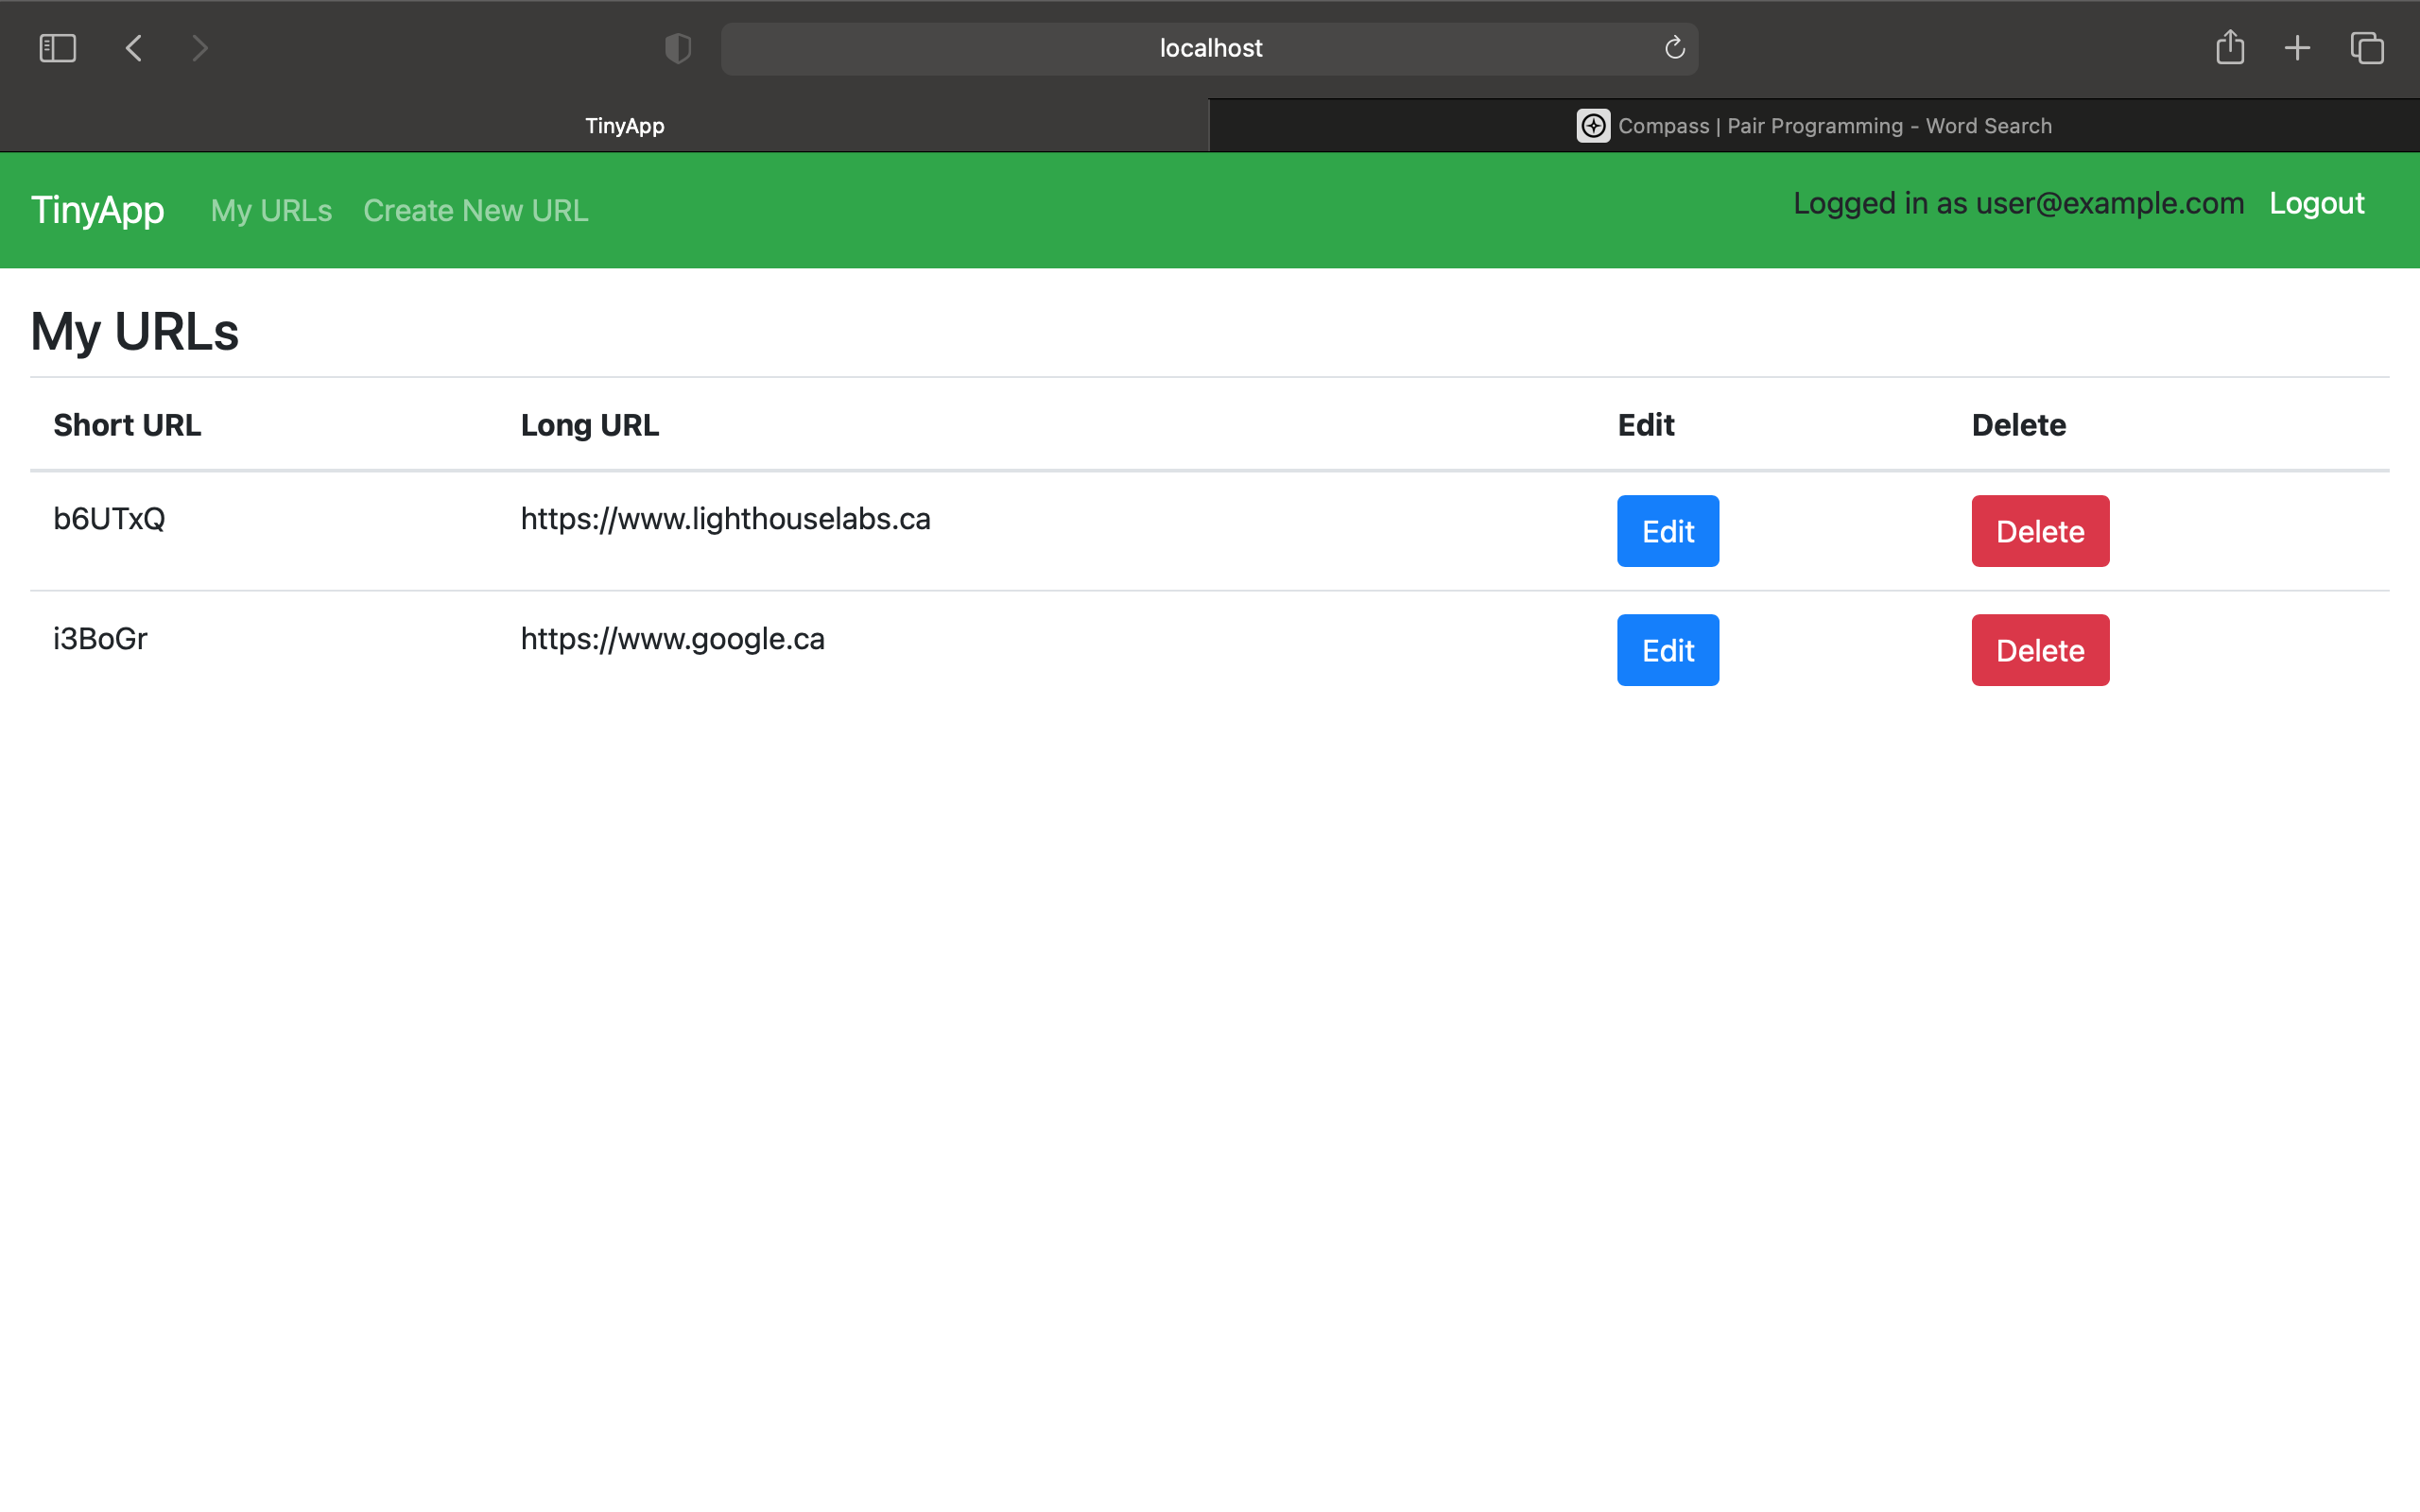 localhost
TinyApp
Compass | Pair Programming - Word Search
TinyApp My URLs Create New URL Logged in as user@example.com Logout
My URLs
Short URL Long URL Edit Delete
b6UTxQ https://www.lighthouselabs.ca Edit Delete
i3BoGr https://www.google.ca Edit Delete